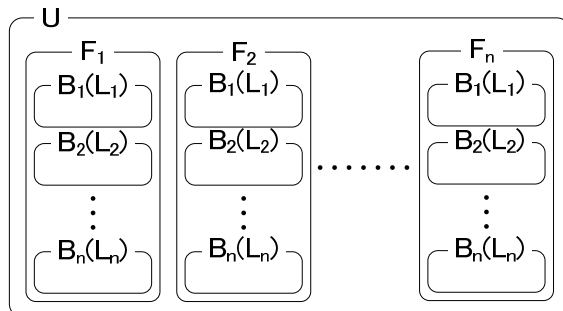 U
F₁ F₂ Fₙ
B₁(L₁) B₁(L₁) B₁(L₁)
B₂(L₂) B₂(L₂) ······· B₂(L₂)
⋮ ⋮ ⋮
Bₙ(Lₙ) Bₙ(Lₙ) Bₙ(Lₙ)